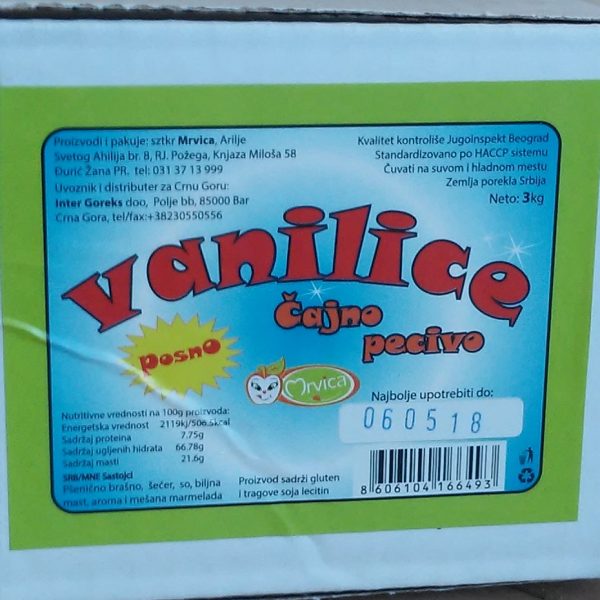 Proizvodi i pakuje: sztkr Mrvica, Arilje
Svetog Ahilija br. 8, RJ. Požega, Knjaza Miloša 58
Đurić Žana PR. tel: 031 37 13 999
Uvoznik i distributer za Crnu Goru:
Inter Goreks doo, Polje bb, 85000 Bar
Crna Gora, tel/fax:+38230550556
Kvalitet kontroliše Jugoinspekt Beograd
Standardizovano po HACCP sistemu
Čuvati na suvom i hladnom mestu
Zemlja porekla Srbija
Neto: 3kg
vanilice
Čajno
pecivo
posno
Mrvica
Najbolje upotrebiti do:
060518
Nutritivne vrednosti na 100g proizvoda:
Energetska vrednost 2119kj/506.5kcal
Sadržaj proteina 7.75g
Sadržaj ugljenih hidrata 66.78g
Sadržaj masti 21.6g
SRB/MNE Sastojci
Pšenično brašno, šećer, so, biljna
mast, aroma i mešana marmelada
Proizvod sadrži gluten
i tragove soja lecitin
8 606104 166493